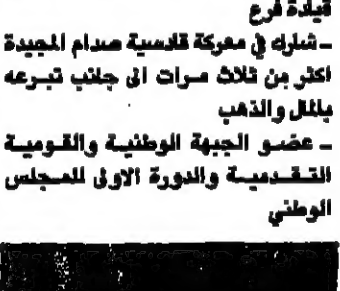 قيادة فرع
ـ شارك في معركة قادسية صدام المجيدة
اكثر من ثلاث مرات الى جانب تبرعه
بالمال والذهب
ـ عضو الجبهة الوطنية والقومية
التقدمية والدورة الاولى للمجلس
الوطني